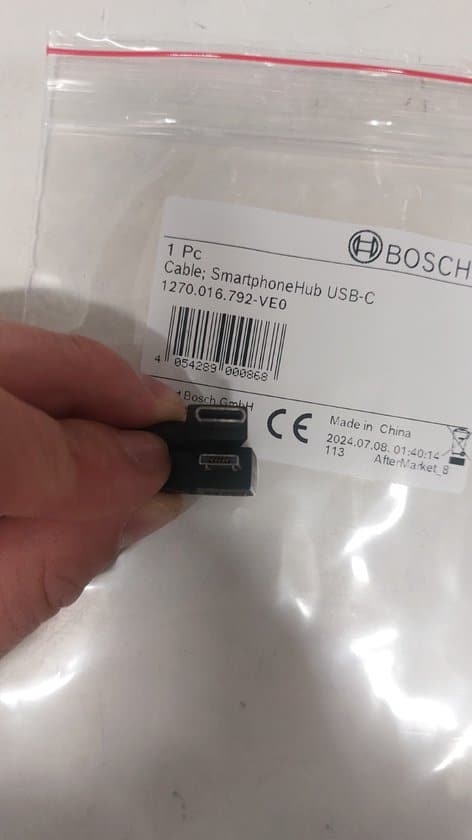 BOSCH
1 Pc
Cable; SmartphoneHub USB-C
1270.016.792-VE0
4 054289 000868
Bosch GmbH
CE
Made in China
2024.07.08. 01:40:14
113 AfterMarket_8